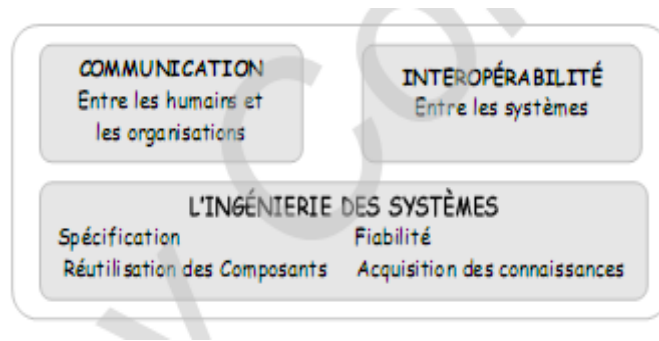 COMMUNICATION
Entre les humains et
les organisations
INTEROPÉRABILITÉ
Entre les systèmes
L'INGÉNIERIE DES SYSTÈMES
Spécification
Fiabilité
Réutilisation des Composants
Acquisition des connaissances